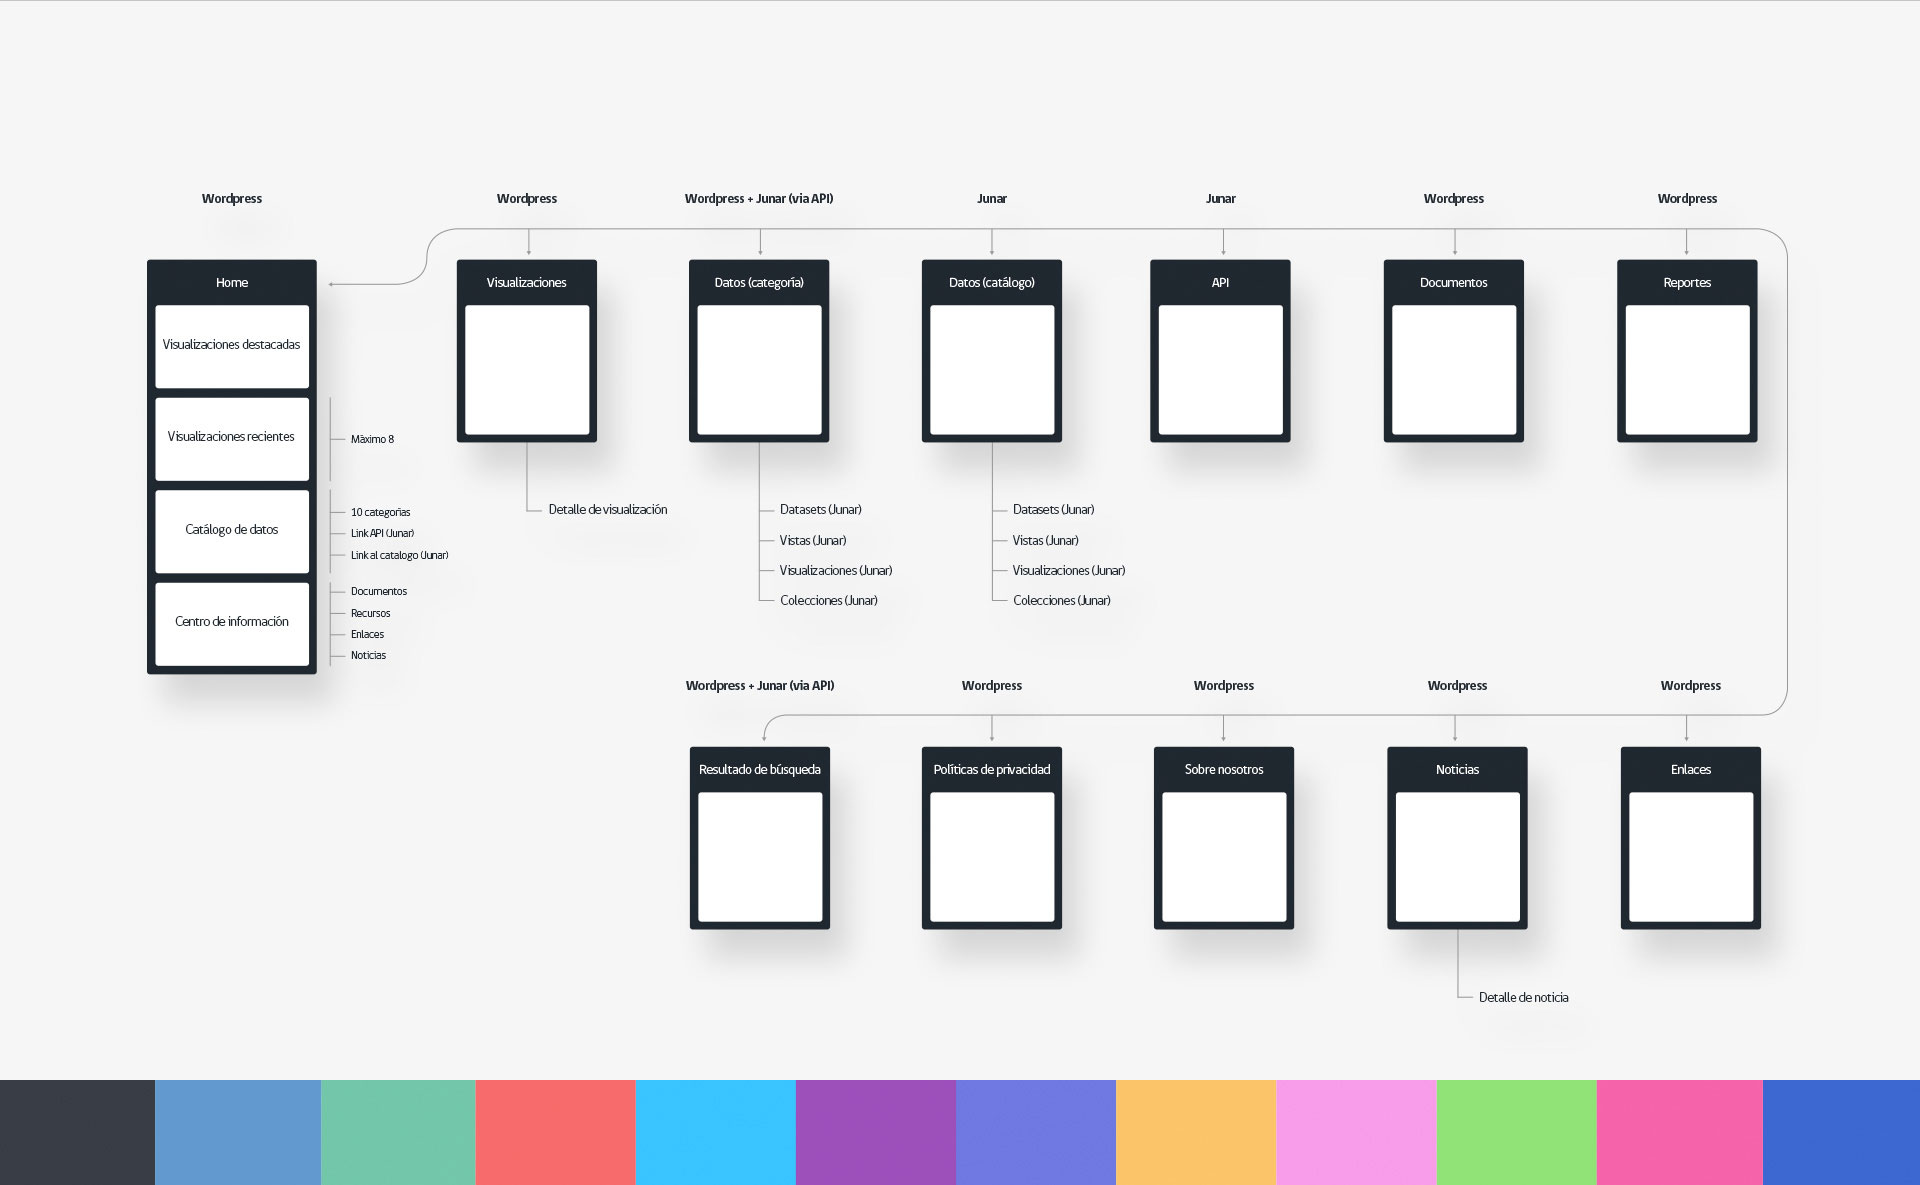 Wordpress
Wordpress
Wordpress + Junar (via API)
Junar
Junar
Wordpress
Wordpress
Home
Visualizaciones destacadas
Visualizaciones recientes
Catálogo de datos
Centro de información
Màximo 8
10 categorías
Link API (Junar)
Link al catalogo (Junar)
Documentos
Recursos
Enlaces
Noticias
Visualizaciones
Detalle de visualización
Datos (categoría)
Datasets (Junar)
Vistas (Junar)
Visualizaciones (Junar)
Colecciones (Junar)
Datos (catálogo)
Datasets (Junar)
Vistas (Junar)
Visualizaciones (Junar)
Colecciones (Junar)
API
Documentos
Reportes
Wordpress + Junar (via API)
Wordpress
Wordpress
Wordpress
Wordpress
Resultado de búsqueda
Políticas de privacidad
Sobre nosotros
Noticias
Enlaces
Detalle de noticia